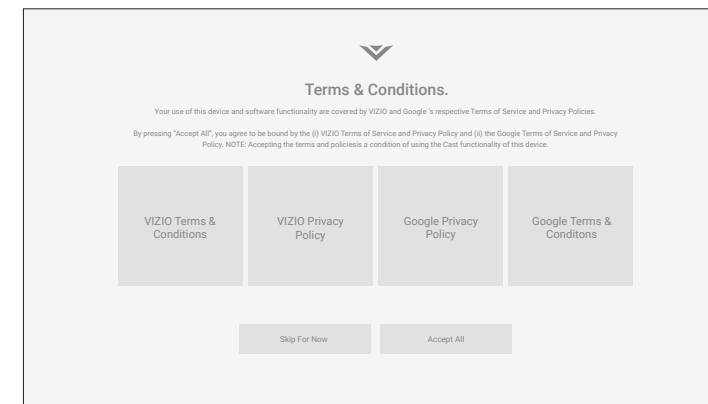 Terms & Conditions.
Your use of this device and software functionality are covered by VIZIO and Google 's respective Terms of Service and Privacy Policies.
By pressing "Accept All", you agree to be bound by the (i) VIZIO Terms of Service and Privacy Policy and (ii) the Google Terms of Service and Privacy
Policy. NOTE: Accepting the terms and policiesis a condition of using the Cast functionality of this device.
VIZIO Terms &
Conditions
VIZIO Privacy
Policy
Google Privacy
Policy
Google Terms &
Conditons
Skip For Now
Accept All